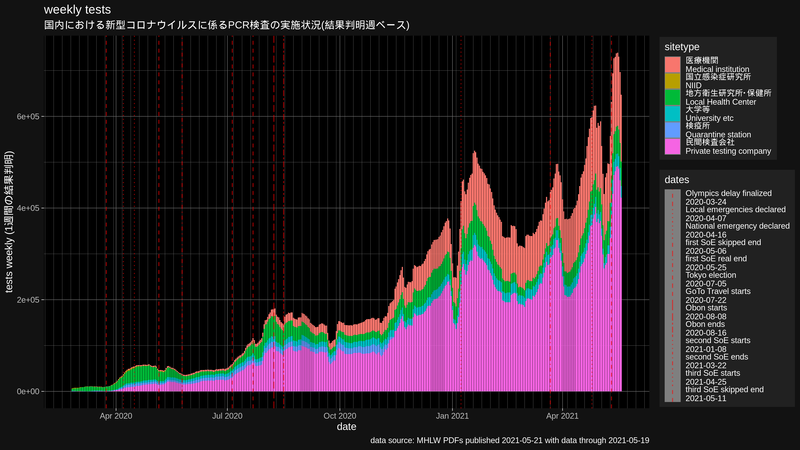 weekly tests
国内における新型コロナウイルスに係るPCR検査の実施状況(結果判明週ベース)
tests weekly (1週間の結果判明)
6e+05
4e+05
2e+05
0e+00
Apr 2020
Jul 2020
Oct 2020
Jan 2021
Apr 2021
date
data source: MHLW PDFs published 2021-05-21 with data through 2021-05-19
sitetype
医療機関
Medical institution
国立感染症研究所
NIID
地方衛生研究所・保健所
Local Health Center
大学等
University etc
検疫所
Quarantine station
民間検査会社
Private testing company
dates
Olympics delay finalized
2020-03-24
Local emergencies declared
2020-04-07
National emergency declared
2020-04-16
first SoE skipped end
2020-05-06
first SoE real end
2020-05-25
Tokyo election
2020-07-05
GoTo Travel starts
2020-07-22
Obon starts
2020-08-08
Obon ends
2020-08-16
second SoE starts
2021-01-08
second SoE ends
2021-03-22
third SoE starts
2021-04-25
third SoE skipped end
2021-05-11